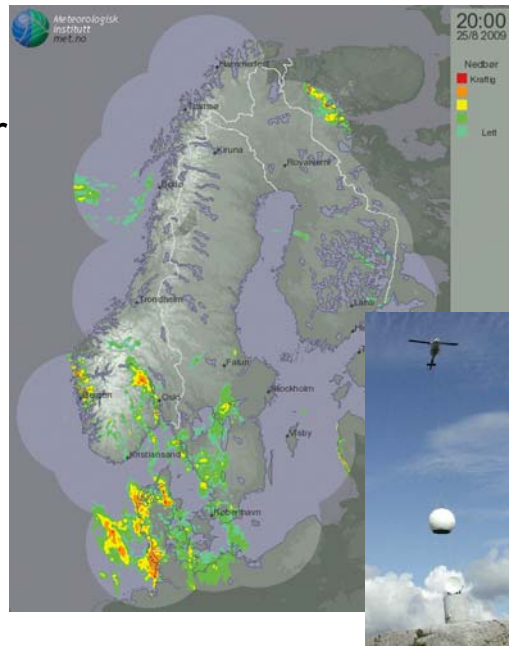 Meteorologisk
Institutt
met.no
20:00
25/8 2009
Nedbør
Kraftig
Lett
Hammerfest
Tromsø
Kiruna
Rovaniemi
Bodø
Trondheim
Falun
Bergen
Oslo
Stockholm
Visby
Kristiansand
København